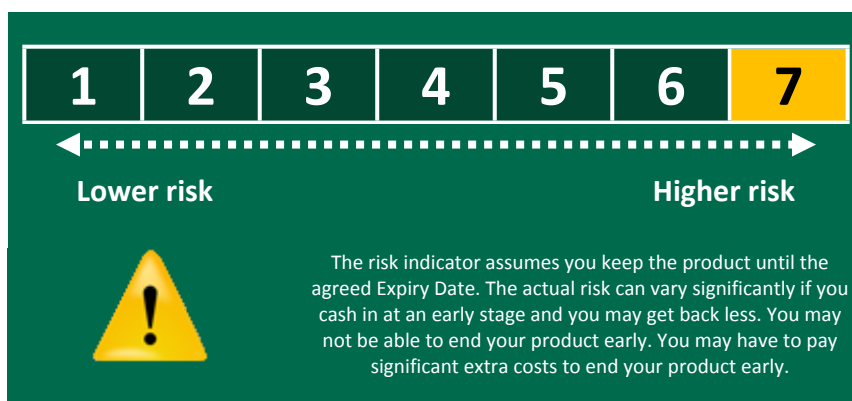 1 2 3 4 5 6 7
Lower risk Higher risk
!
The risk indicator assumes you keep the product until the
agreed Expiry Date. The actual risk can vary significantly if you
cash in at an early stage and you may get back less. You may
not be able to end your product early. You may have to pay
significant extra costs to end your product early.